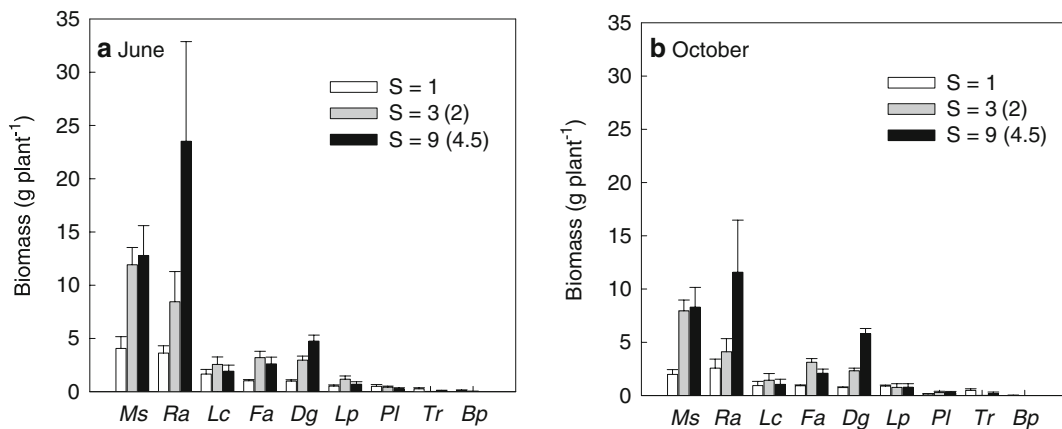 a June
Biomass (g plant⁻¹)
35
30
25
20
15
10
5
0
S = 1
S = 3 (2)
S = 9 (4.5)
Ms Ra Lc Fa Dg Lp Pl Tr Bp
b October
Biomass (g plant⁻¹)
35
30
25
20
15
10
5
0
S = 1
S = 3 (2)
S = 9 (4.5)
Ms Ra Lc Fa Dg Lp Pl Tr Bp